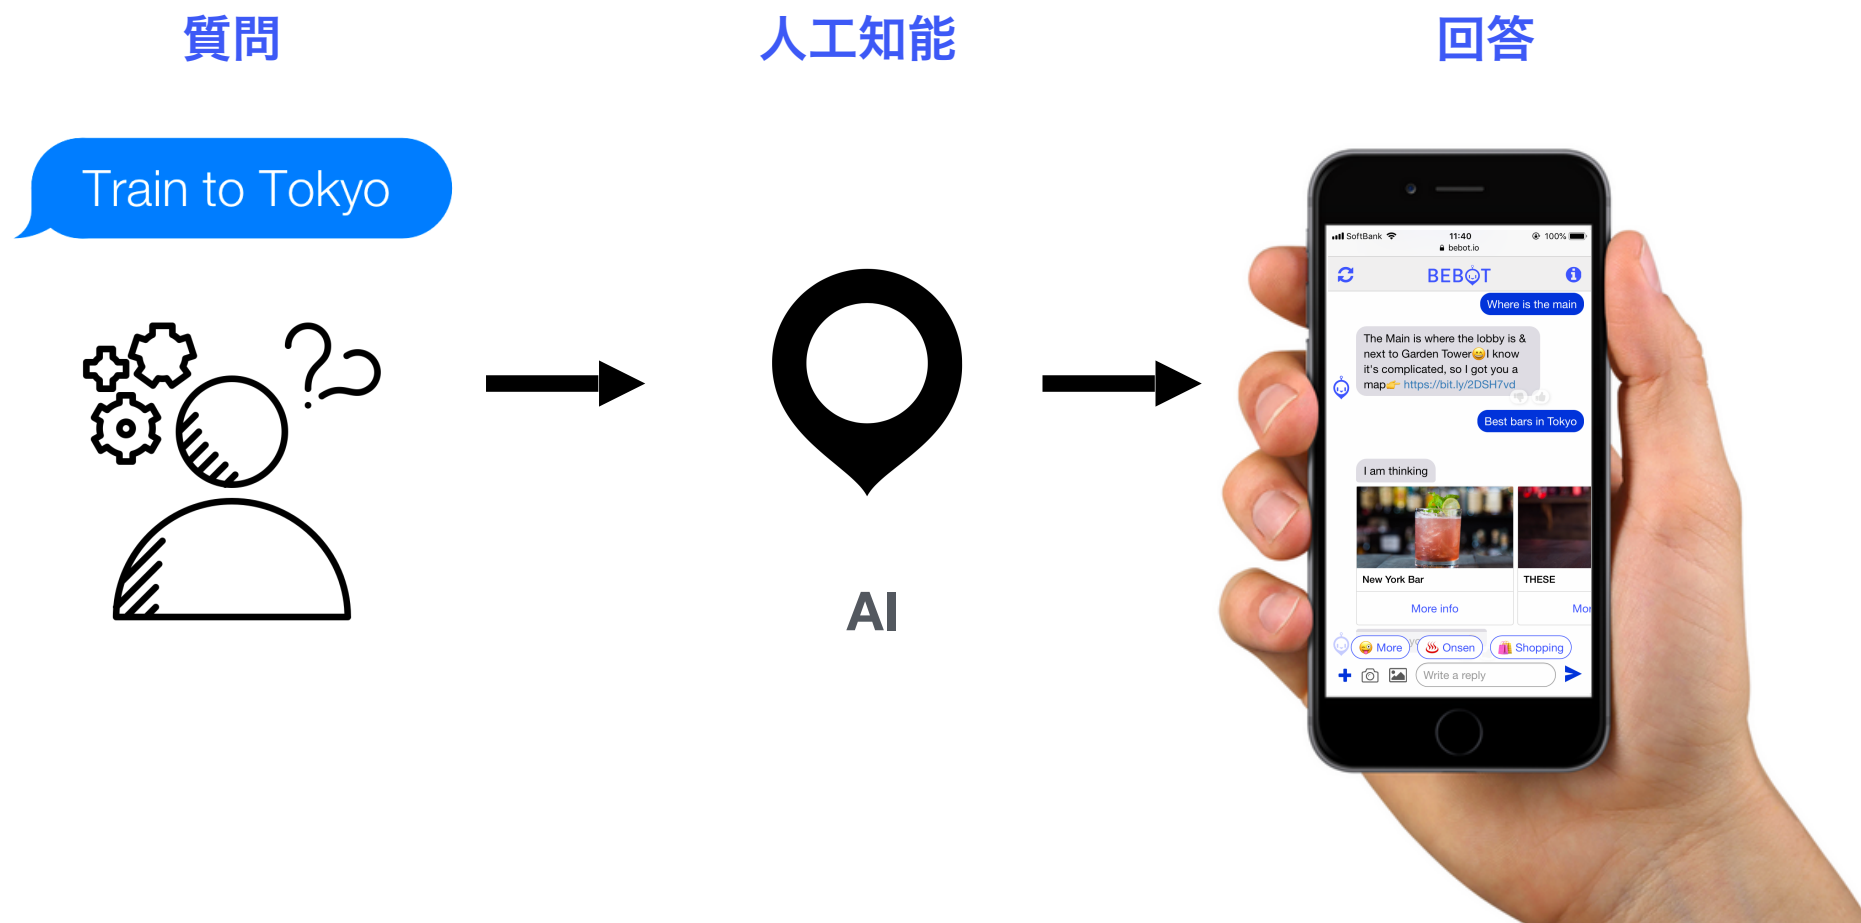 質問
人工知能
回答
Train to Tokyo
AI
SoftBank
11:40
100%
bebot.io
BEBOT
Where is the main
The Main is where the lobby is &
next to Garden Tower😀I know
it's complicated, so I got you a
map👉 https://bit.ly/2DSH7vd
Best bars in Tokyo
I am thinking
New York Bar
THESE
More info
Mor
😜 More
♨️ Onsen
🛍️ Shopping
Write a reply